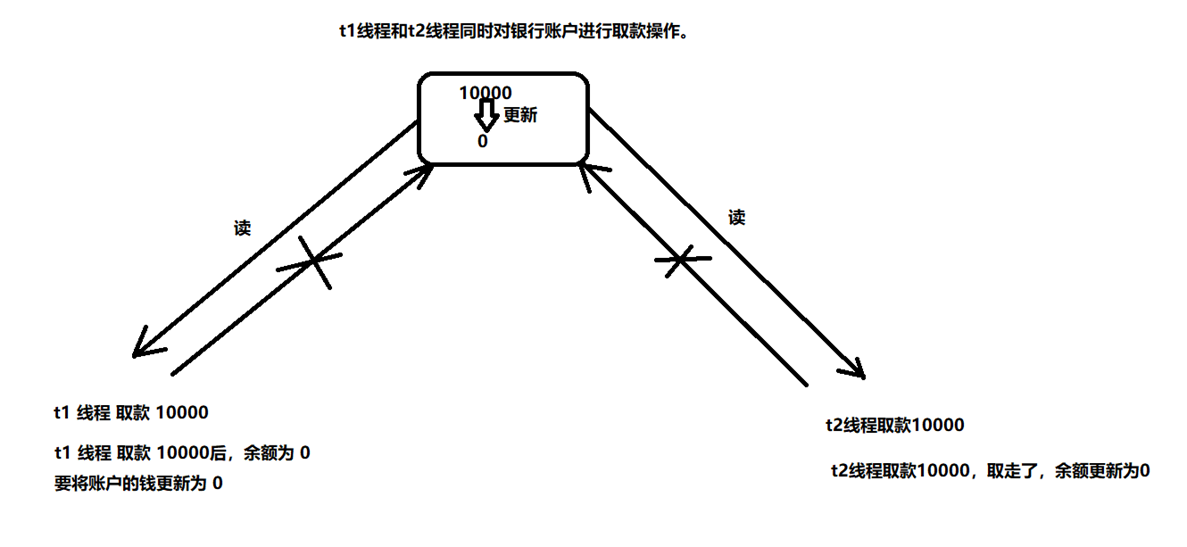 t1线程和t2线程同时对银行账户进行取款操作。
10000
更新
0
读
读
t1 线程 取款 10000
t1 线程 取款 10000后，余额为 0
要将账户的钱更新为 0
t2线程取款10000
t2线程取款10000，取走了，余额更新为0